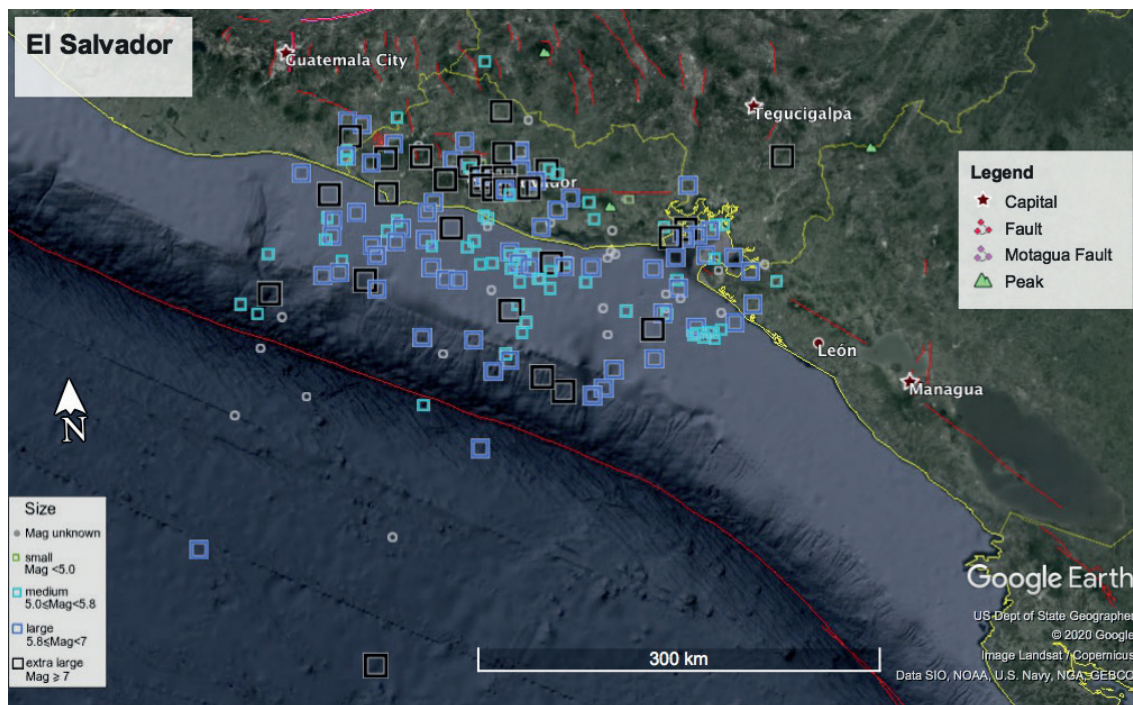 El Salvador
Guatemala City
Tegucigalpa
Legend
Capital
Fault
Motagua Fault
Peak
León
Managua
N
Size
Mag unknown
small
Mag <5.0
medium
5.0≤Mag<5.8
large
5.8≤Mag<7
extra large
Mag ⩾ 7
300 km
Google Earth
US Dept of State Geographer
© 2020 Google
Image Landsat / Copernicus
Data SIO, NOAA, U.S. Navy, NGA, GEBCO